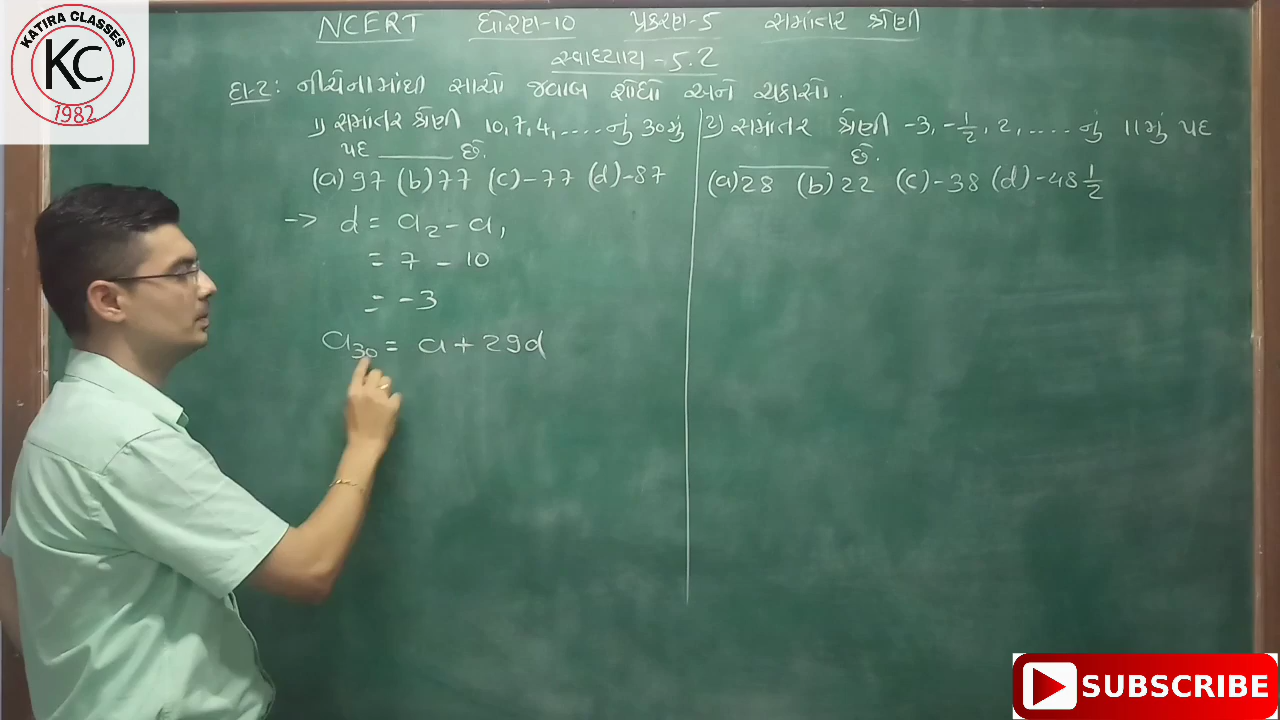 KATIRA CLASSES
KC
1982
NCERT ધોરણ-10 પ્રકરણ-5 સમાંતર શ્રેણી
સ્વાધ્યાય-5.2
દા-2: નીચેનામાંથી સાચો જવાબ શોધો અને ચકાસો.
1) સમાંતર શ્રેણી 10, 7, 4, ..... નું 30મું
પદ ______ છે.
(a) 97 (b) 77 (c) -77 (d) -87
-> d = a₂ - a₁
= 7 - 10
= -3
a₃₀ = a + 29d
2) સમાંતર શ્રેણી -3, -1/2, 2, .... નું 11મું પદ
______ છે.
(a) 28 (b) 22 (c) -38 (d) -48 1/2
SUBSCRIBE